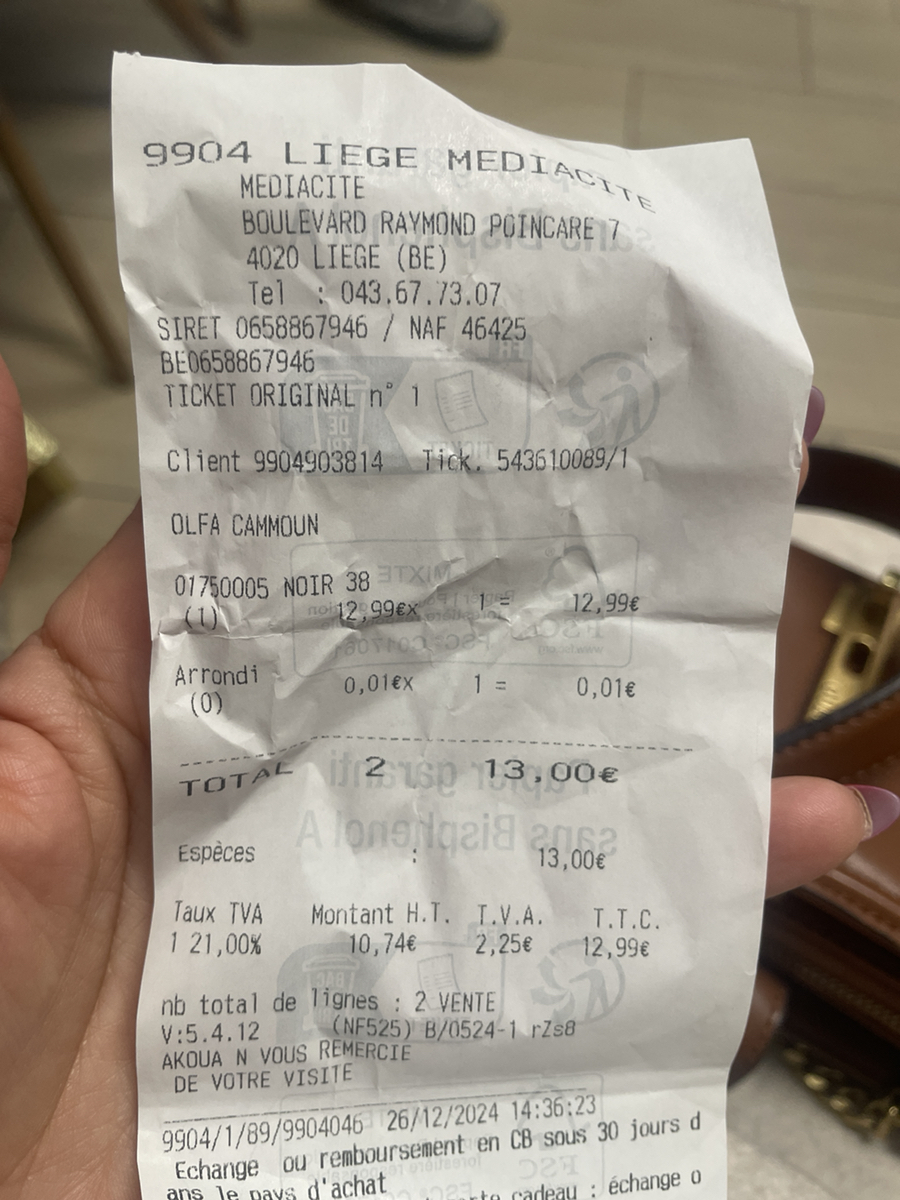 9904 LIEGE MEDIACITE
MEDIACITE
BOULEVARD RAYMOND POINCARE 7
4020 LIEGE (BE)
Tel : 043.67.73.07
SIRET 0658867946 / NAF 46425
BE0658867946
TICKET ORIGINAL n° 1
Client 9904903814 Tick. 543610089/1
OLFA CAMMOUN
01750005 NOIR 38
(1) 12,99€x 1 = 12,99€
Arrondi
(0) 0,01€x 1 = 0,01€
TOTAL 2 13,00€
Espèces : 13,00€
Taux TVA Montant H.T. T.V.A. T.T.C.
1 21,00% 10,74€ 2,25€ 12,99€
nb total de lignes : 2 VENTE
V:5.4.12 (NF525) B/0524-1 rZs8
AKOUA N VOUS REMERCIE
DE VOTRE VISITE
9904/1/89/9904046 26/12/2024 14:36:23
Echange ou remboursement en CB sous 30 jours d
ans le pays d'achat
cadeau : échange o